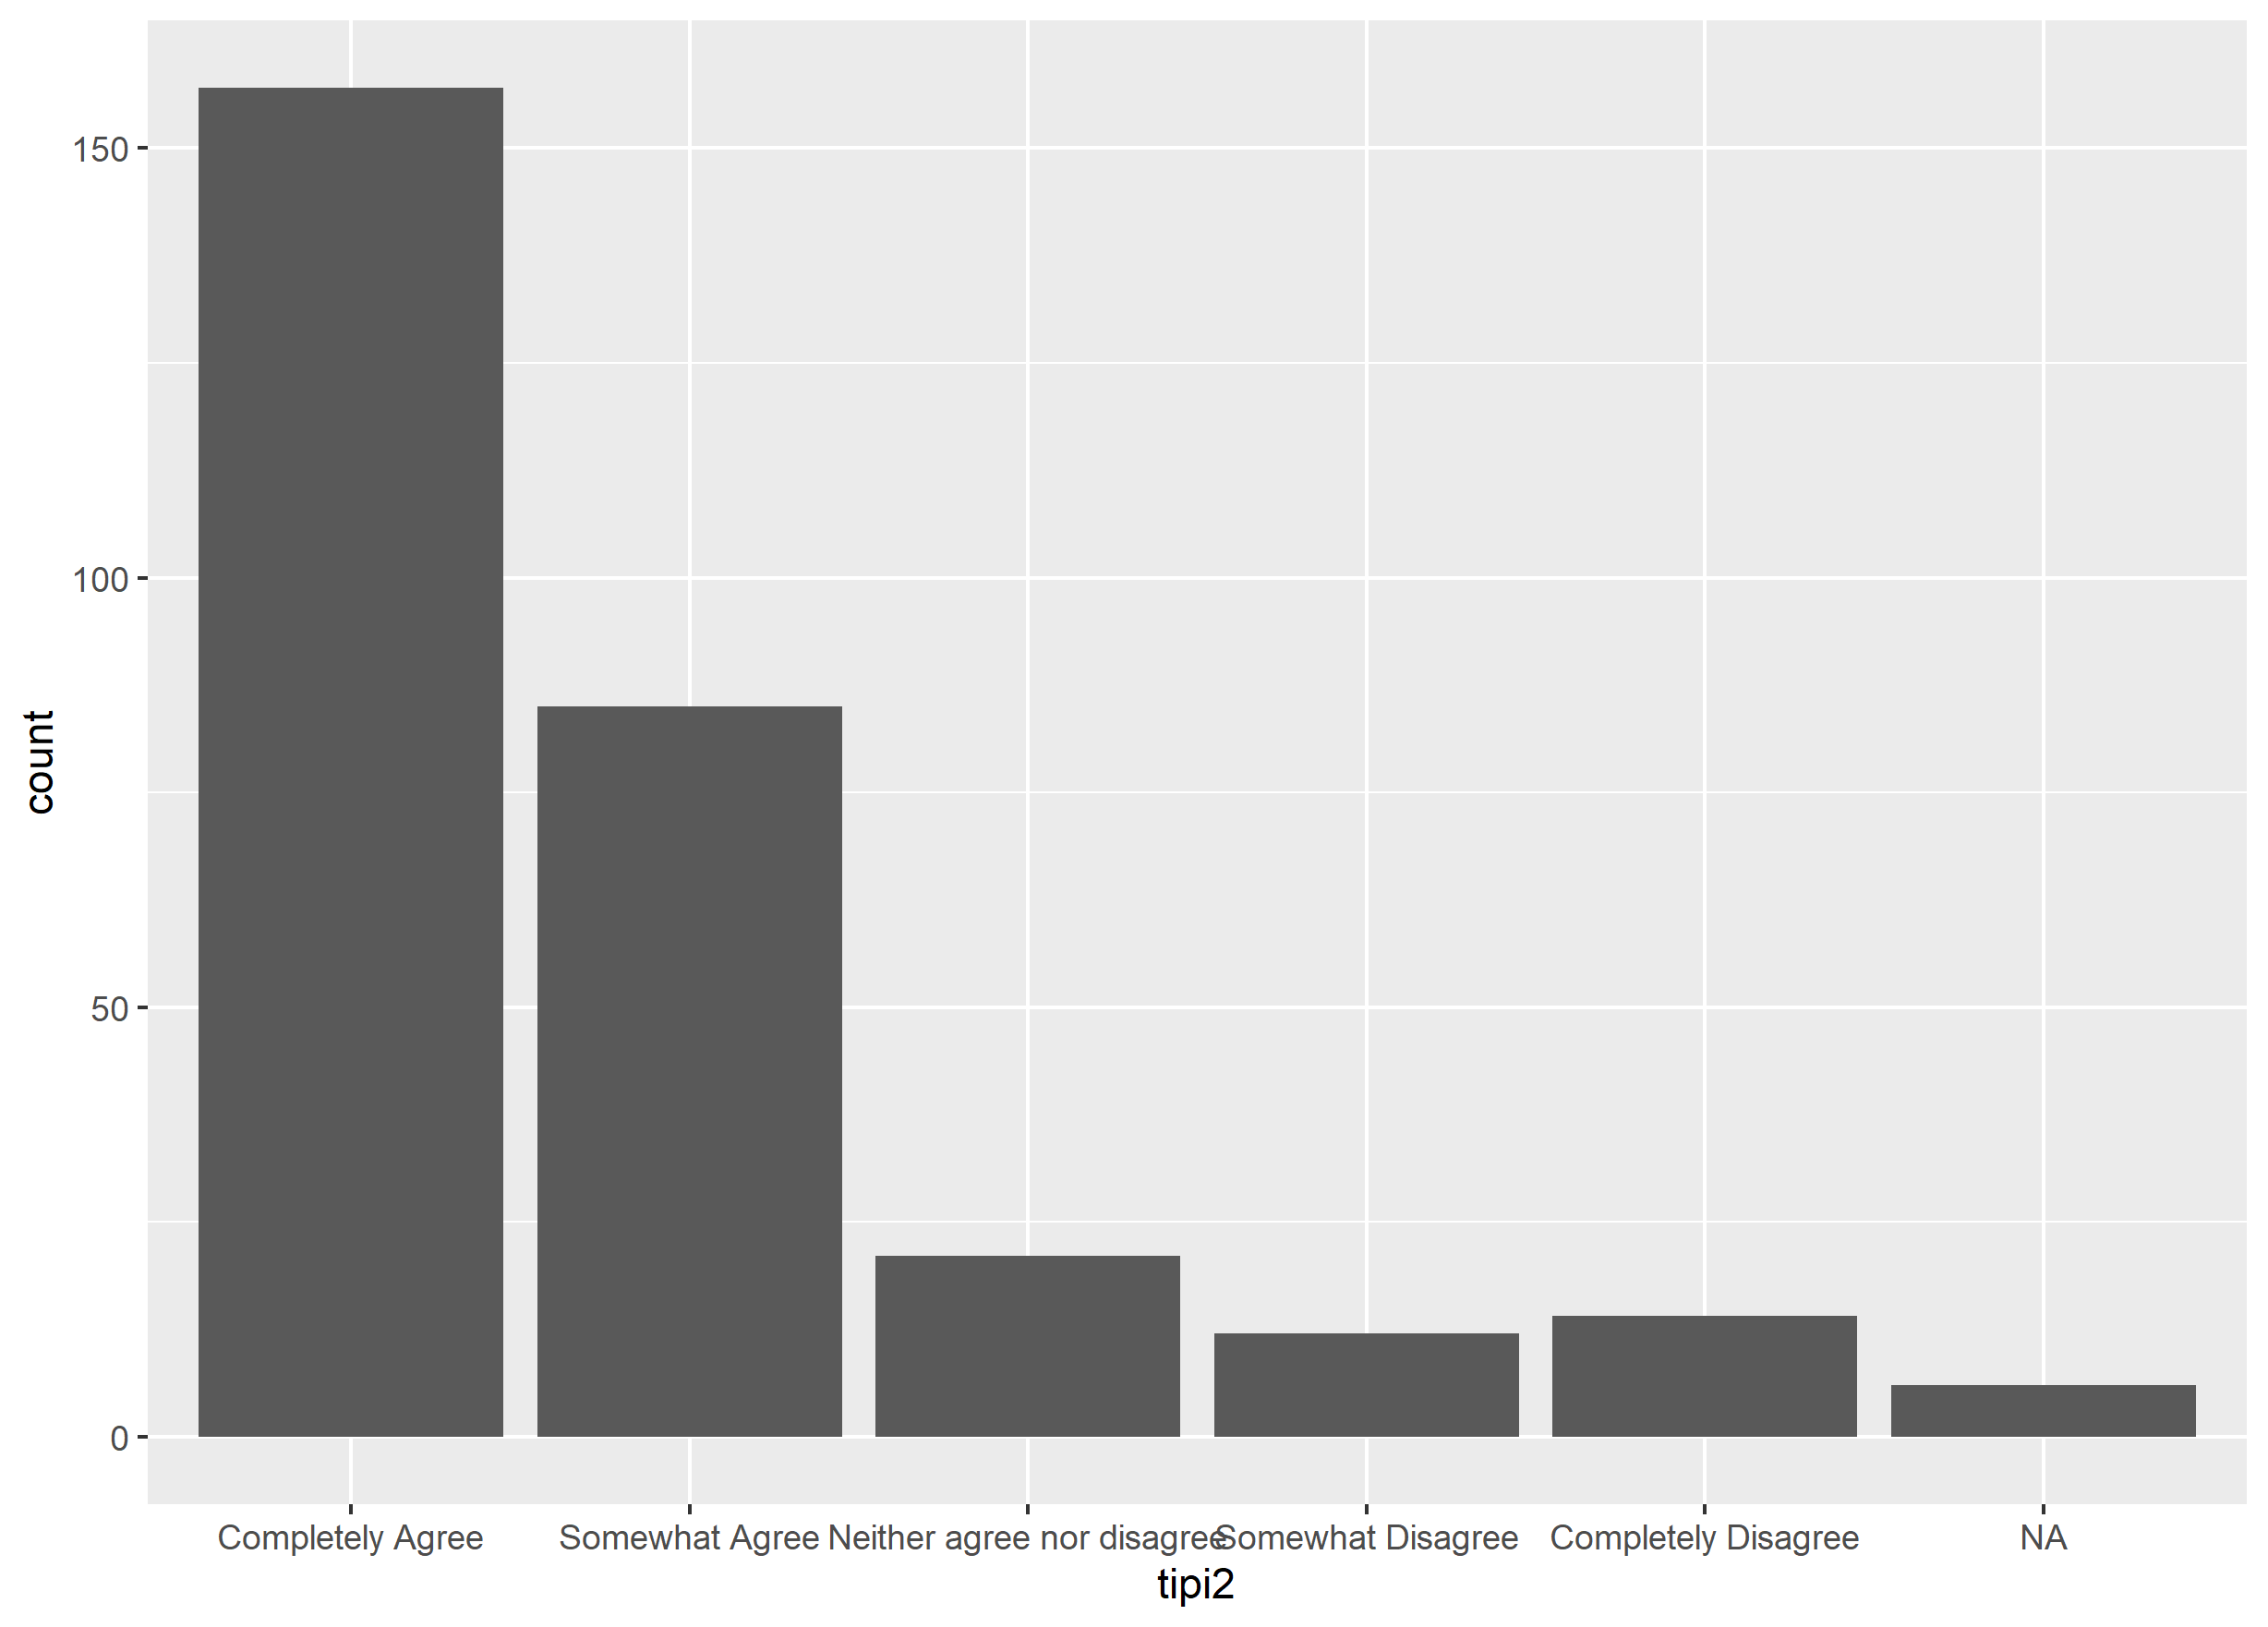 150
100
50
0
count
Completely Agree
Somewhat Agree
Neither agree nor disagree
Somewhat Disagree
Completely Disagree
NA
tipi2